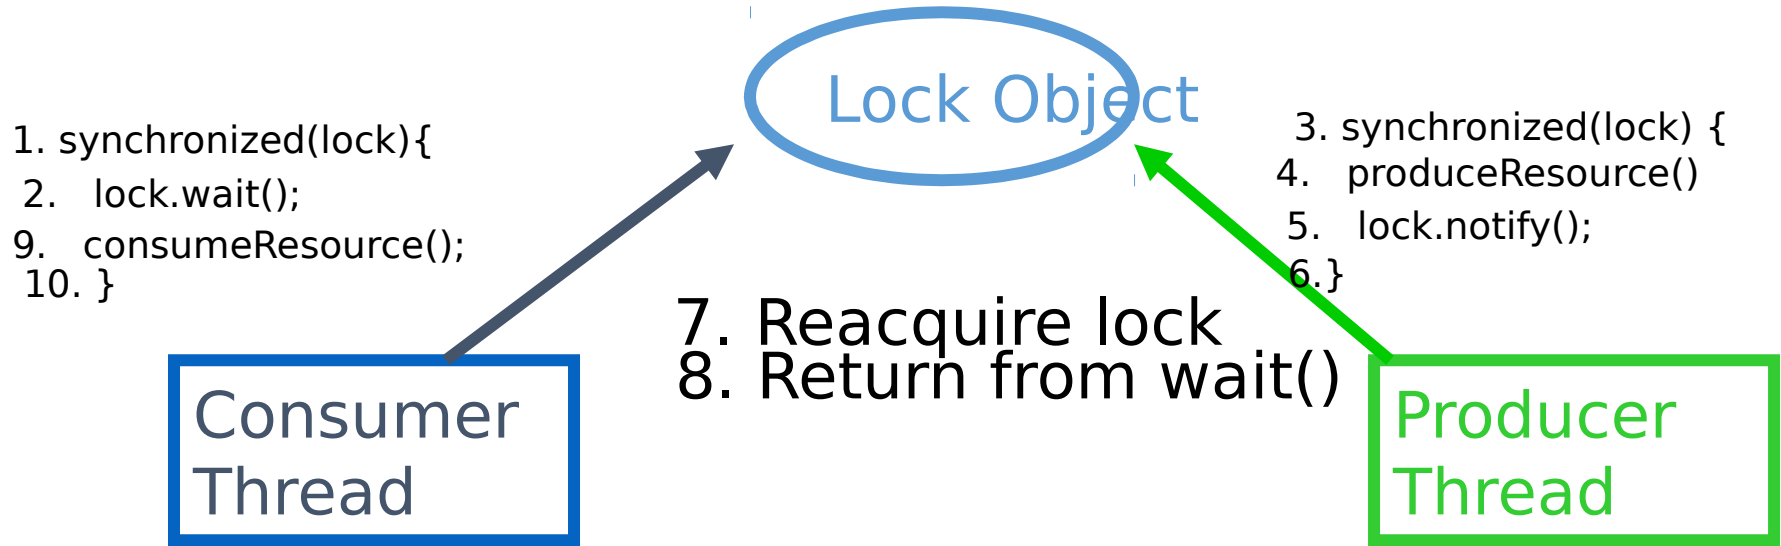 Lock Object
1. synchronized(lock){
2. lock.wait();
9. consumeResource();
10. }
3. synchronized(lock) {
4. produceResource()
5. lock.notify();
6.}
7. Reacquire lock
8. Return from wait()
Consumer
Thread
Producer
Thread